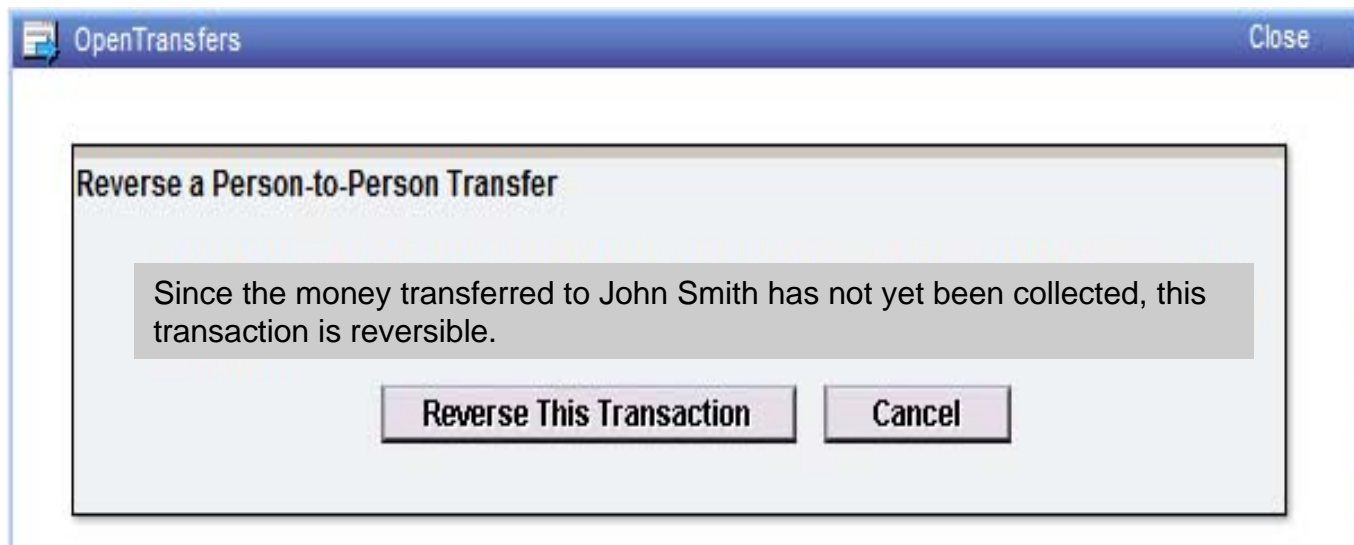 OpenTransfers
Close
Reverse a Person-to-Person Transfer
Since the money transferred to John Smith has not yet been collected, this
transaction is reversible.
Reverse This Transaction
Cancel